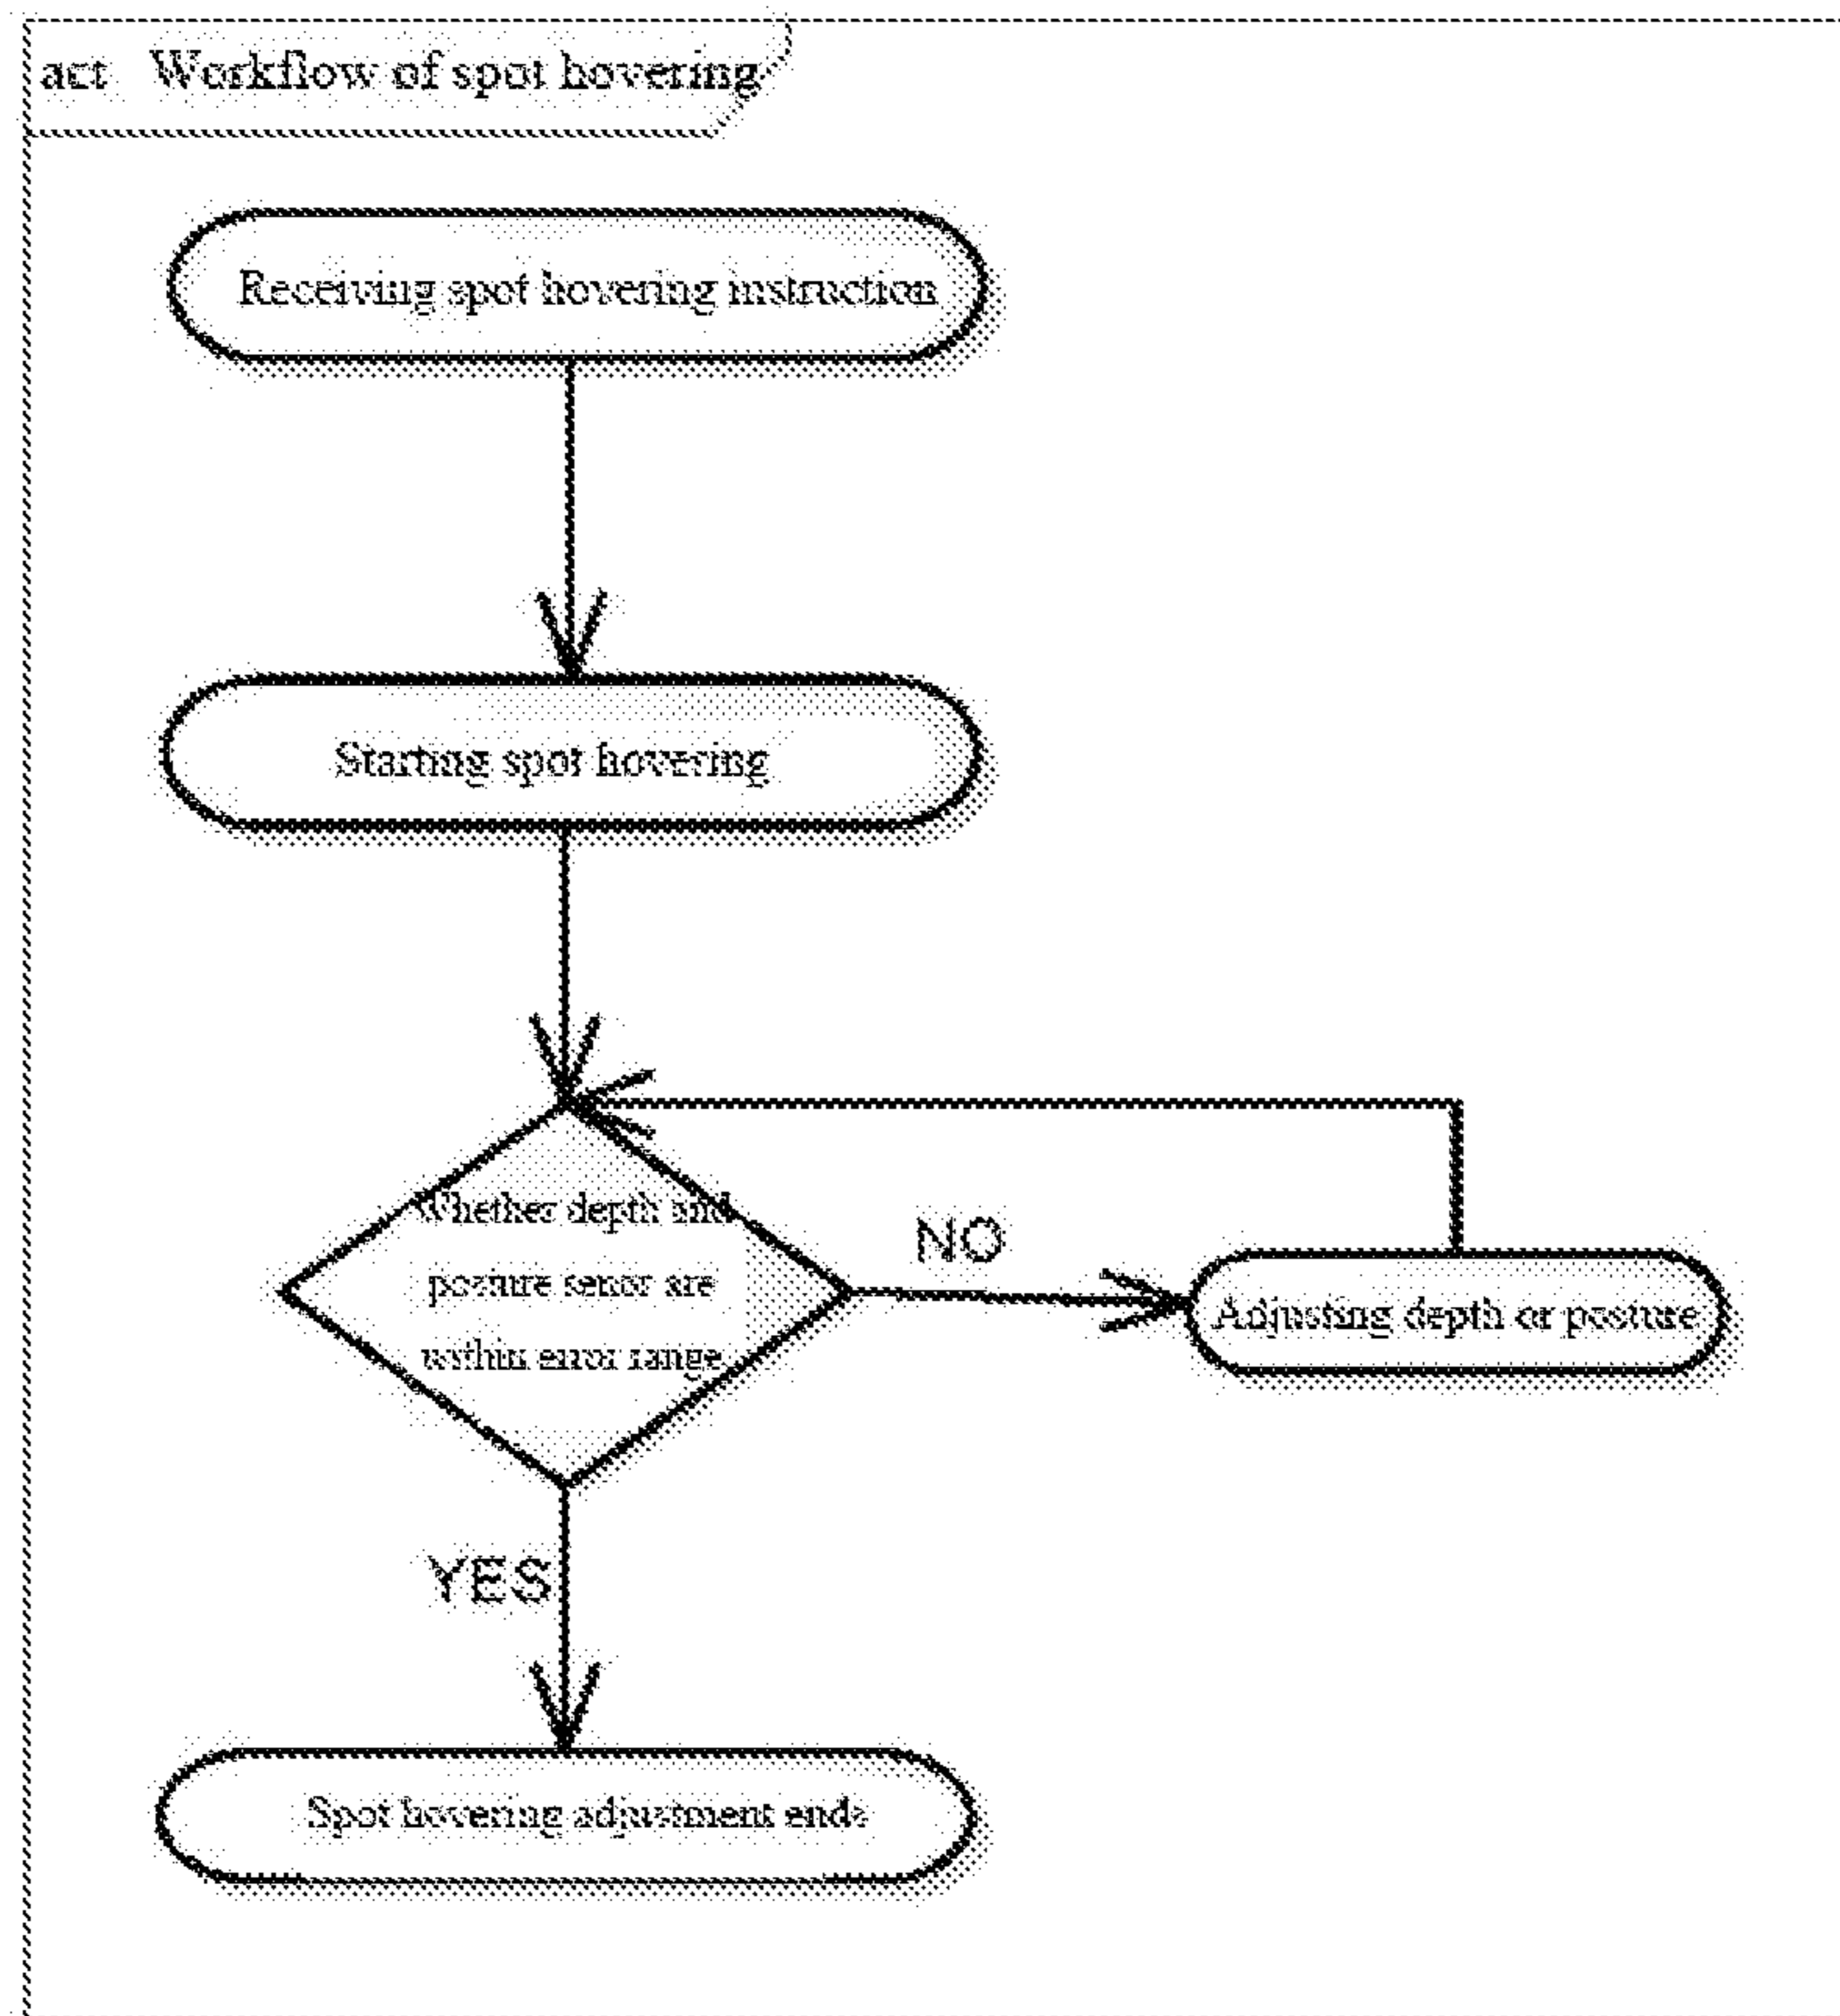 act Workflow of spot hovering
Receiving spot hovering instruction
Starting spot hovering
Whether depth and
posture senor are
within error range
NO
Adjusting depth or posture
YES
Spot hovering adjustment ends